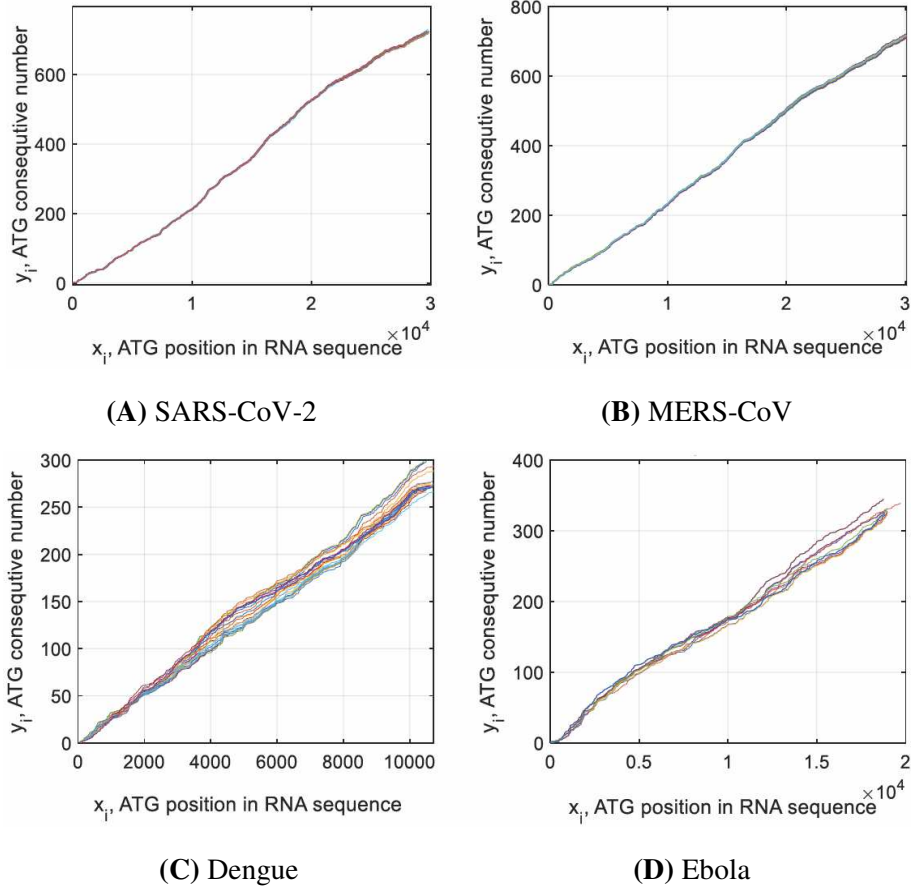 y_i, ATG consequtive number
600
400
200
0
0 1 2 3
×10^4
x_i, ATG position in RNA sequence
(A) SARS-CoV-2
y_i, ATG consequtive number
800
600
400
200
0
0 1 2 3
×10^4
x_i, ATG position in RNA sequence
(B) MERS-CoV
y_i, ATG consequtive number
300
250
200
150
100
50
0
0 2000 4000 6000 8000 10000
x_i, ATG position in RNA sequence
(C) Dengue
y_i, ATG consequtive number
400
300
200
100
0
0 0.5 1 1.5 2
×10^4
x_i, ATG position in RNA sequence
(D) Ebola